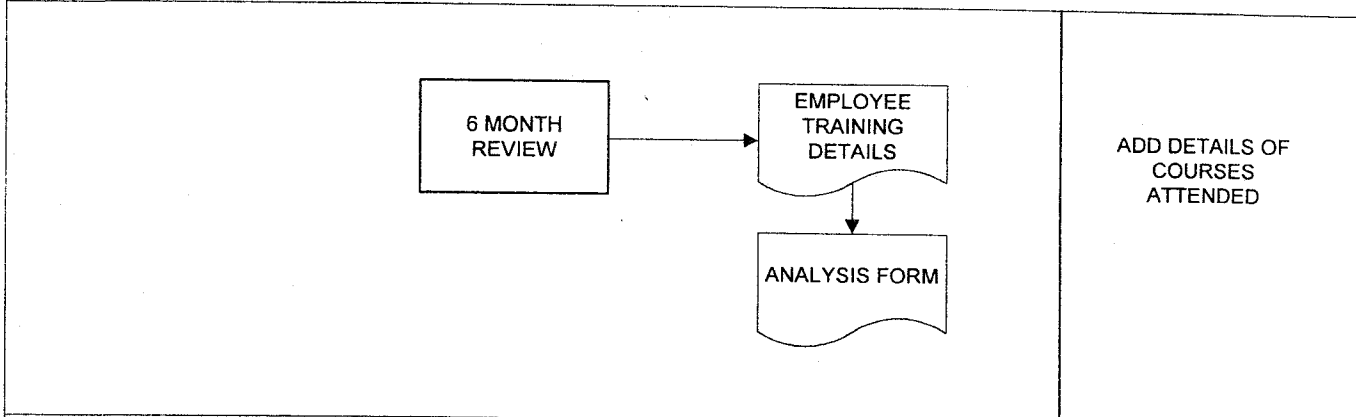 6 MONTH
REVIEW
EMPLOYEE
TRAINING
DETAILS
ANALYSIS FORM
ADD DETAILS OF
COURSES
ATTENDED